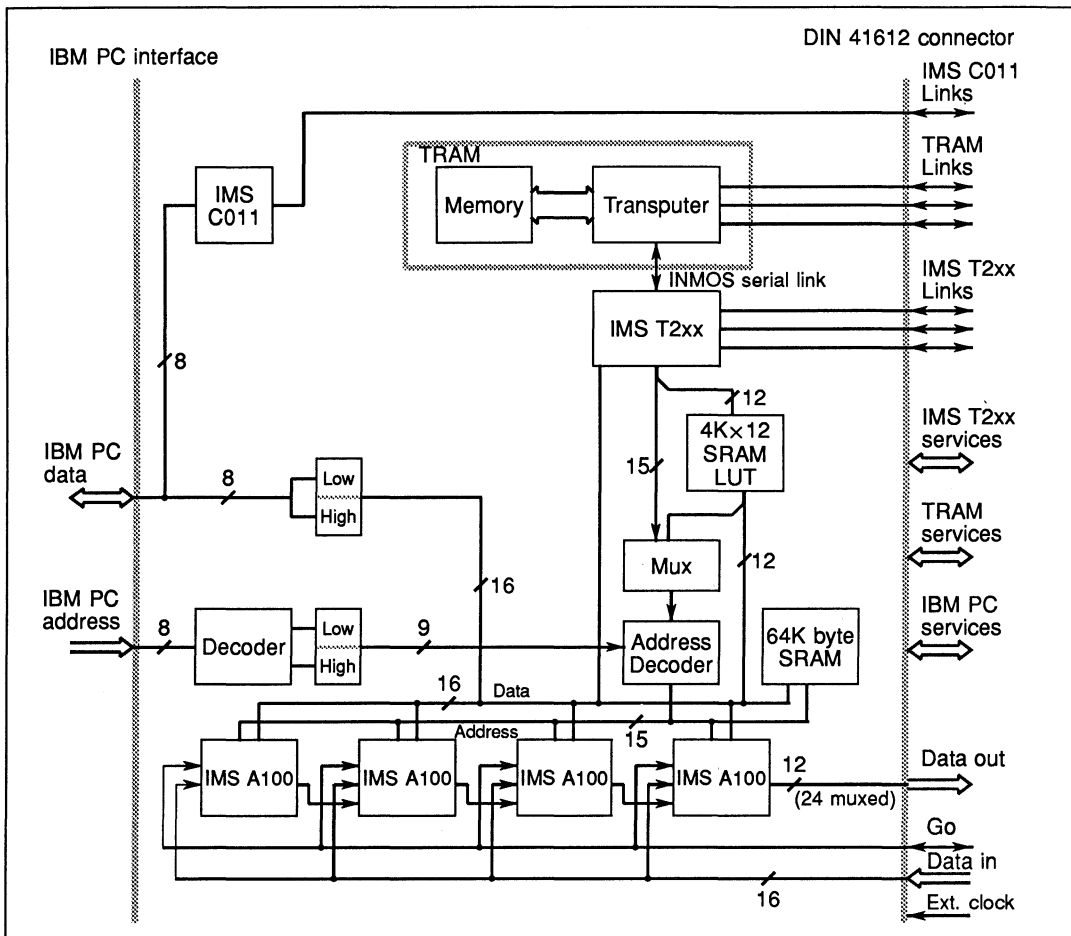 IBM PC interface
DIN 41612 connector
IMS C011
Links
TRAM
Links
TRAM
IMS
C011
Memory
Transputer
INMOS serial link
IMS T2xx
Links
IMS T2xx
8
12
4K×12
SRAM
LUT
15
IMS T2xx
services
IBM PC
data
8
Low
High
16
Mux
12
TRAM
services
IBM PC
address
8
Decoder
Low
High
9
Address
Decoder
64K byte
SRAM
IBM PC
services
16
Data
Address
15
IMS A100
IMS A100
IMS A100
IMS A100
12
(24 muxed)
Data out
Go
Data in
16
Ext. clock